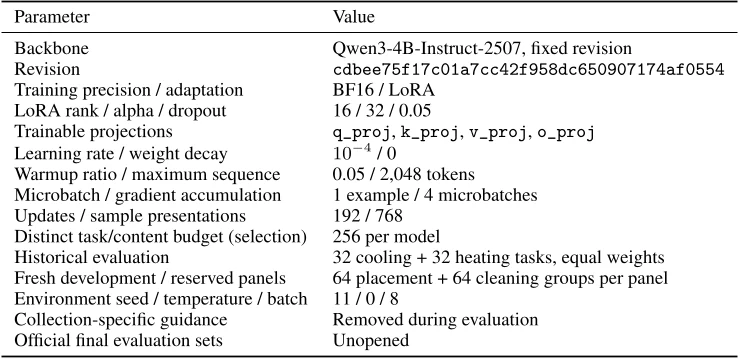 Parameter Value
Backbone Qwen3-4B-Instruct-2507, fixed revision
Revision cdbee75f17c01a7cc42f958dc650907174af0554
Training precision / adaptation BF16 / LoRA
LoRA rank / alpha / dropout 16 / 32 / 0.05
Trainable projections q_proj, k_proj, v_proj, o_proj
Learning rate / weight decay 10⁻⁴ / 0
Warmup ratio / maximum sequence 0.05 / 2,048 tokens
Microbatch / gradient accumulation 1 example / 4 microbatches
Updates / sample presentations 192 / 768
Distinct task/content budget (selection) 256 per model
Historical evaluation 32 cooling + 32 heating tasks, equal weights
Fresh development / reserved panels 64 placement + 64 cleaning groups per panel
Environment seed / temperature / batch 11 / 0 / 8
Collection-specific guidance Removed during evaluation
Official final evaluation sets Unopened